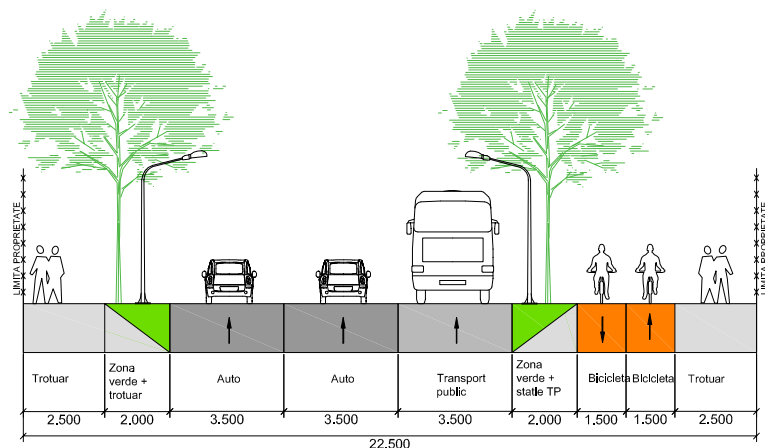 LIMITA PROPRIETATE
LIMITA PROPRIETATE
Trotuar
Zona
verde +
trotuar
Auto
Auto
Transport
public
Zona
verde +
statie TP
Bicicleta
Bicicleta
Trotuar
2.500
2.000
3.500
3.500
3.500
2.000
1.500
1.500
2.500
22.500